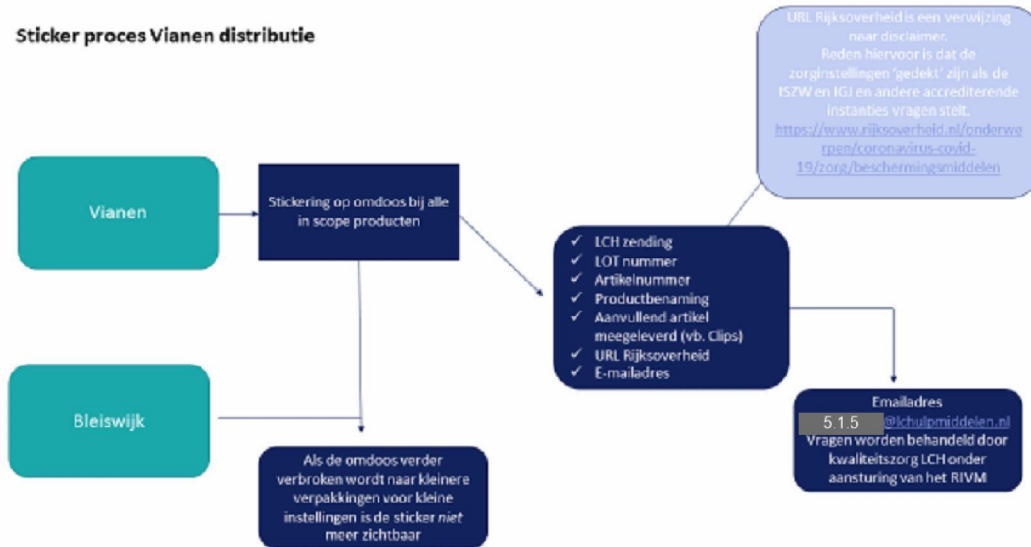 Sticker proces Vianen distributie
URL Rijksoverheid is een verwijzing
naar disclaimer.
Reden hiervoor is dat de
zorginstellingen 'gedekt' zijn als de
ISZW en IGJ en andere accrediterende
instanties vragen stelt.
https://www.rijksoverheid.nl/onderwe
rpen/coronavirus-covid-
19/zorg/beschermingsmiddelen
Vianen
Stickering op omdoos bij alle
in scope producten
✓ LCH zending
✓ LOT nummer
✓ Artikelnummer
✓ Productbenaming
✓ Aanvullend artikel
meegeleverd (vb. Clips)
✓ URL Rijksoverheid
✓ E-mailadres
Bleiswijk
Als de omdoos verder
verbroken wordt naar kleinere
verpakkingen voor kleine
instellingen is de sticker niet
meer zichtbaar
Emailadres
5.1.5 @lchulpmiddelen.nl
Vragen worden behandeld door
kwaliteitszorg LCH onder
aansturing van het RIVM